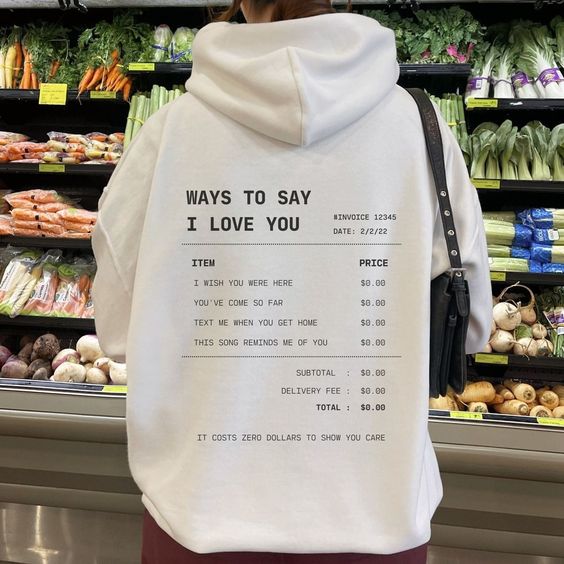 WAYS TO SAY
I LOVE YOU
#INVOICE 12345
DATE: 2/2/22
ITEM PRICE
I WISH YOU WERE HERE $0.00
YOU'VE COME SO FAR $0.00
TEXT ME WHEN YOU GET HOME $0.00
THIS SONG REMINDS ME OF YOU $0.00
SUBTOTAL : $0.00
DELIVERY FEE : $0.00
TOTAL : $0.00
IT COSTS ZERO DOLLARS TO SHOW YOU CARE